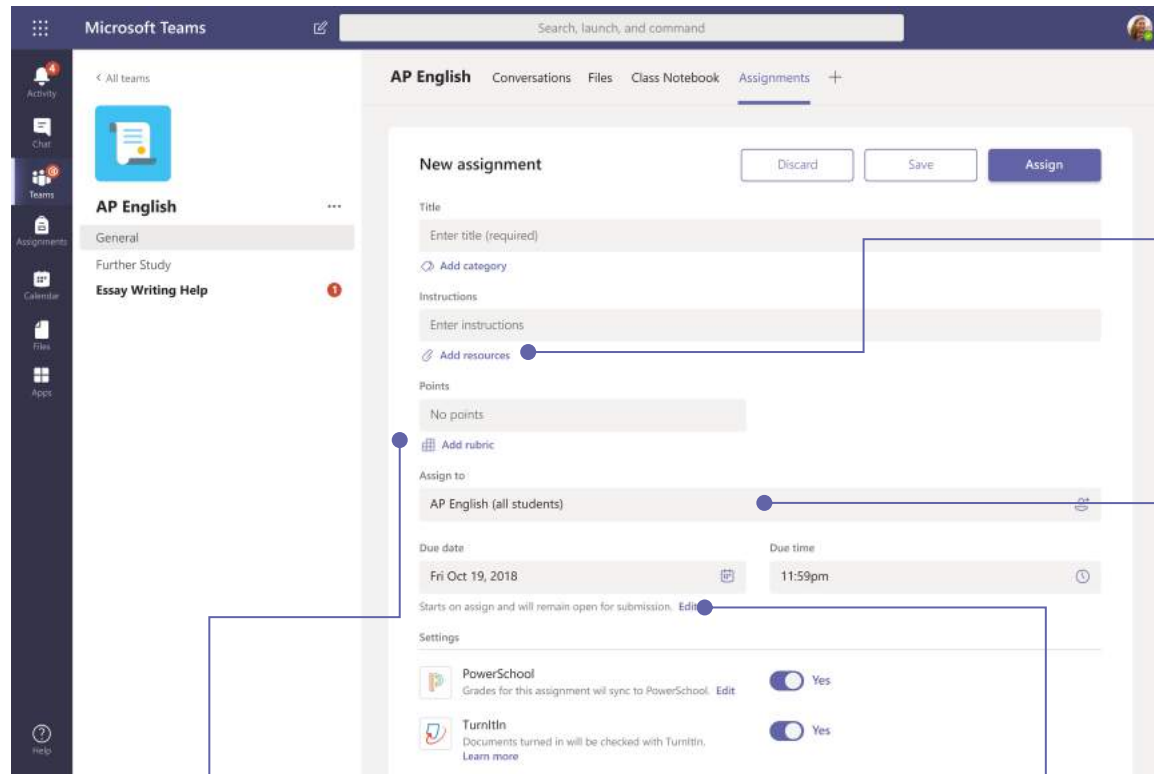 Microsoft Teams
Search, launch, and command
4
Activity
Chat
Teams
Assignments
Calendar
Files
Apps
Help
< All teams
AP English
...
General
Further Study
Essay Writing Help
1
AP English Conversations Files Class Notebook Assignments +
New assignment
Discard
Save
Assign
Title
Enter title (required)
Add category
Instructions
Enter instructions
Add resources
Points
No points
Add rubric
Assign to
AP English (all students)
Due date
Due time
Fri Oct 19, 2018
11:59pm
Starts on assign and will remain open for submission. Edit
Settings
PowerSchool
Yes
Grades for this assignment wil sync to PowerSchool. Edit
TurnItIn
Yes
Documents turned in will be checked with TurnItIn.
Learn more